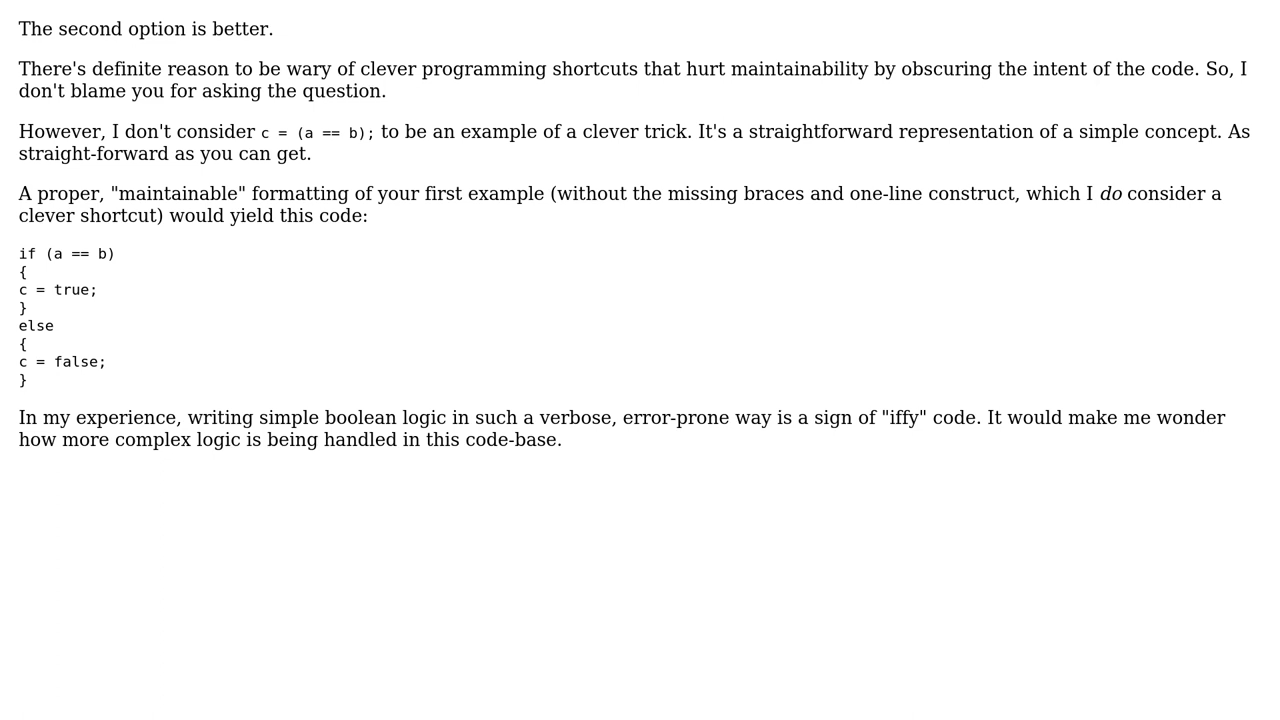 The second option is better.
There's definite reason to be wary of clever programming shortcuts that hurt maintainability by obscuring the intent of the code. So, I
don't blame you for asking the question.
However, I don't consider c = (a == b); to be an example of a clever trick. It's a straightforward representation of a simple concept. As
straight-forward as you can get.
A proper, "maintainable" formatting of your first example (without the missing braces and one-line construct, which I do consider a
clever shortcut) would yield this code:
if (a == b)
{
c = true;
}
else
{
c = false;
}
In my experience, writing simple boolean logic in such a verbose, error-prone way is a sign of "iffy" code. It would make me wonder
how more complex logic is being handled in this code-base.